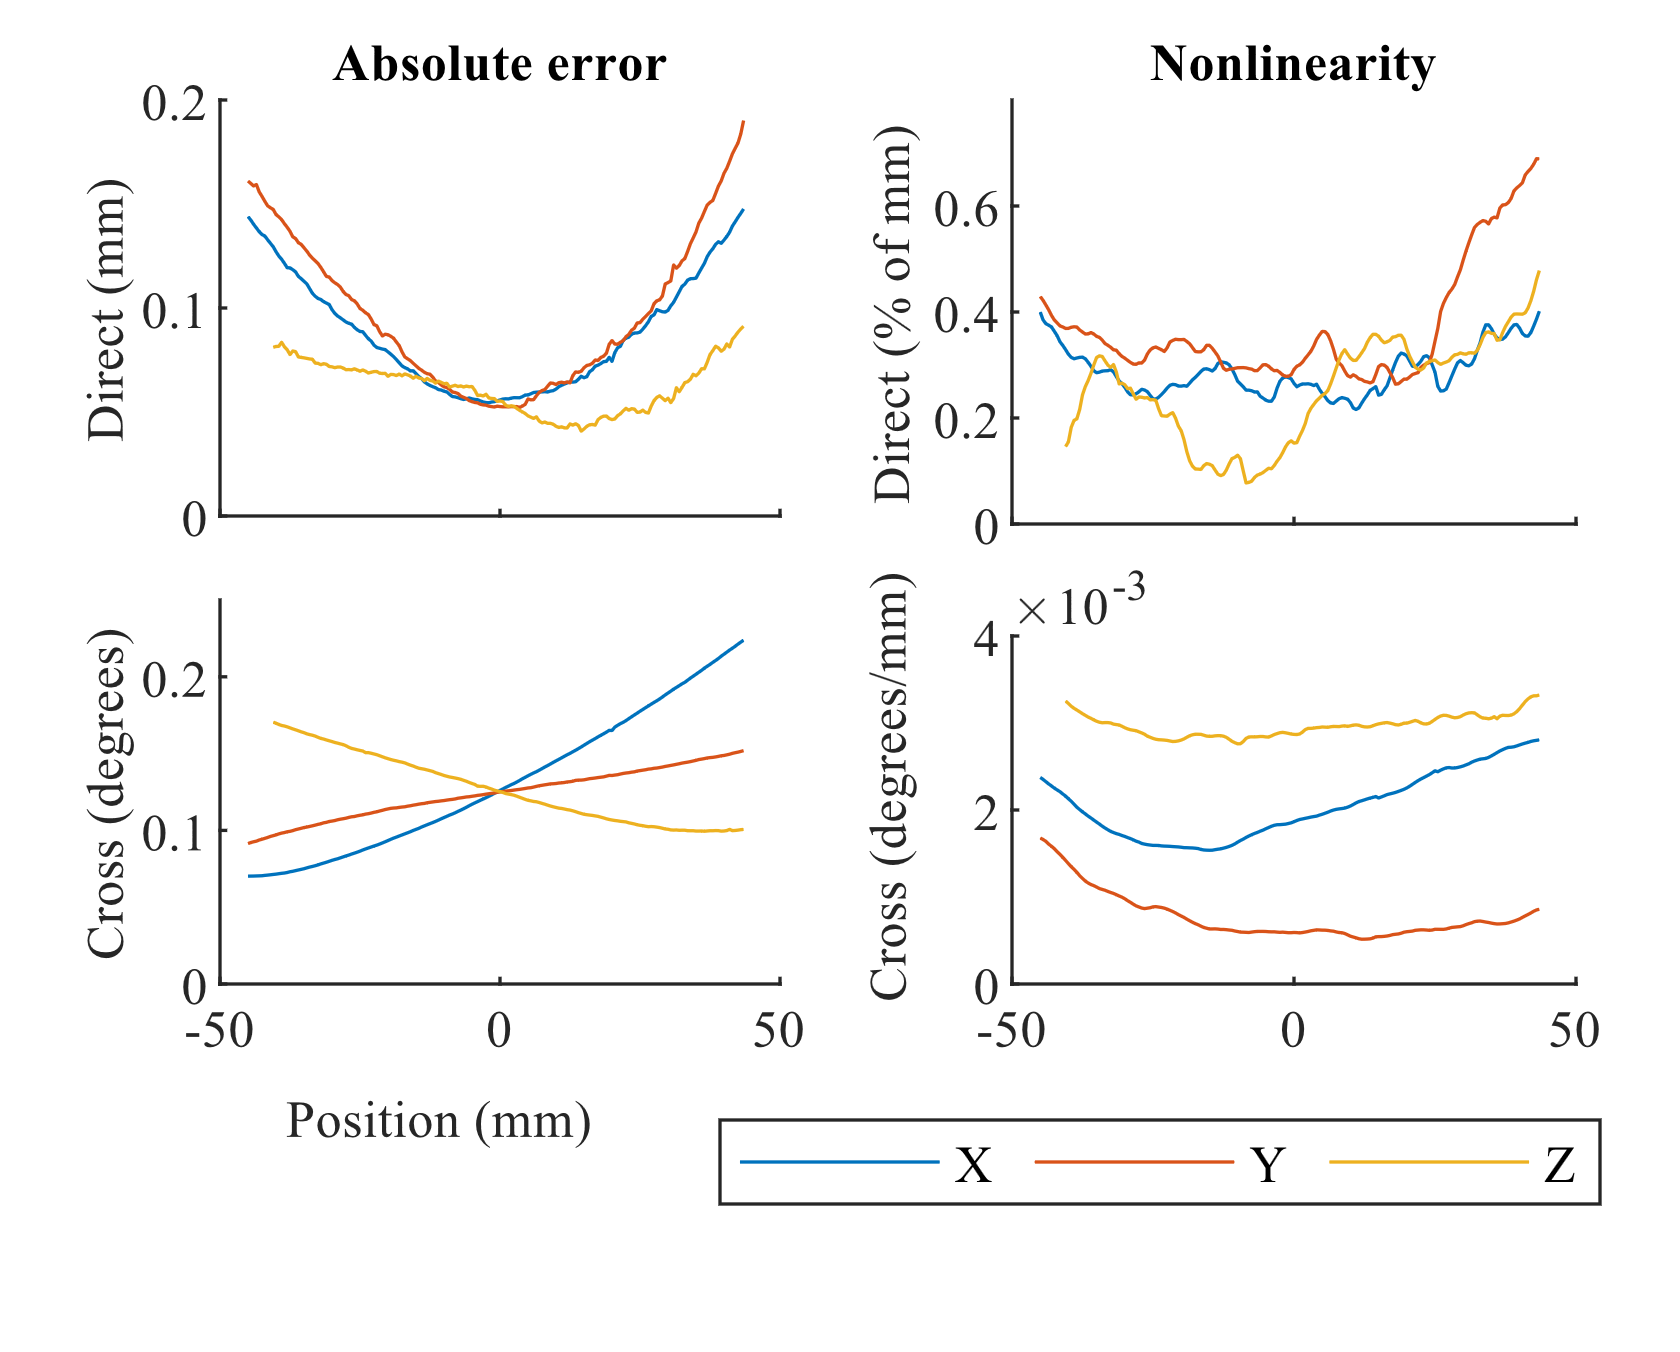 Absolute error
Nonlinearity
Direct (mm)
0.2
0.1
0
Direct (% of mm)
0.6
0.4
0.2
0
Cross (degrees)
0.2
0.1
0
-50 0 50
Cross (degrees/mm)
×10-3
4
2
0
-50 0 50
Position (mm)
X Y Z